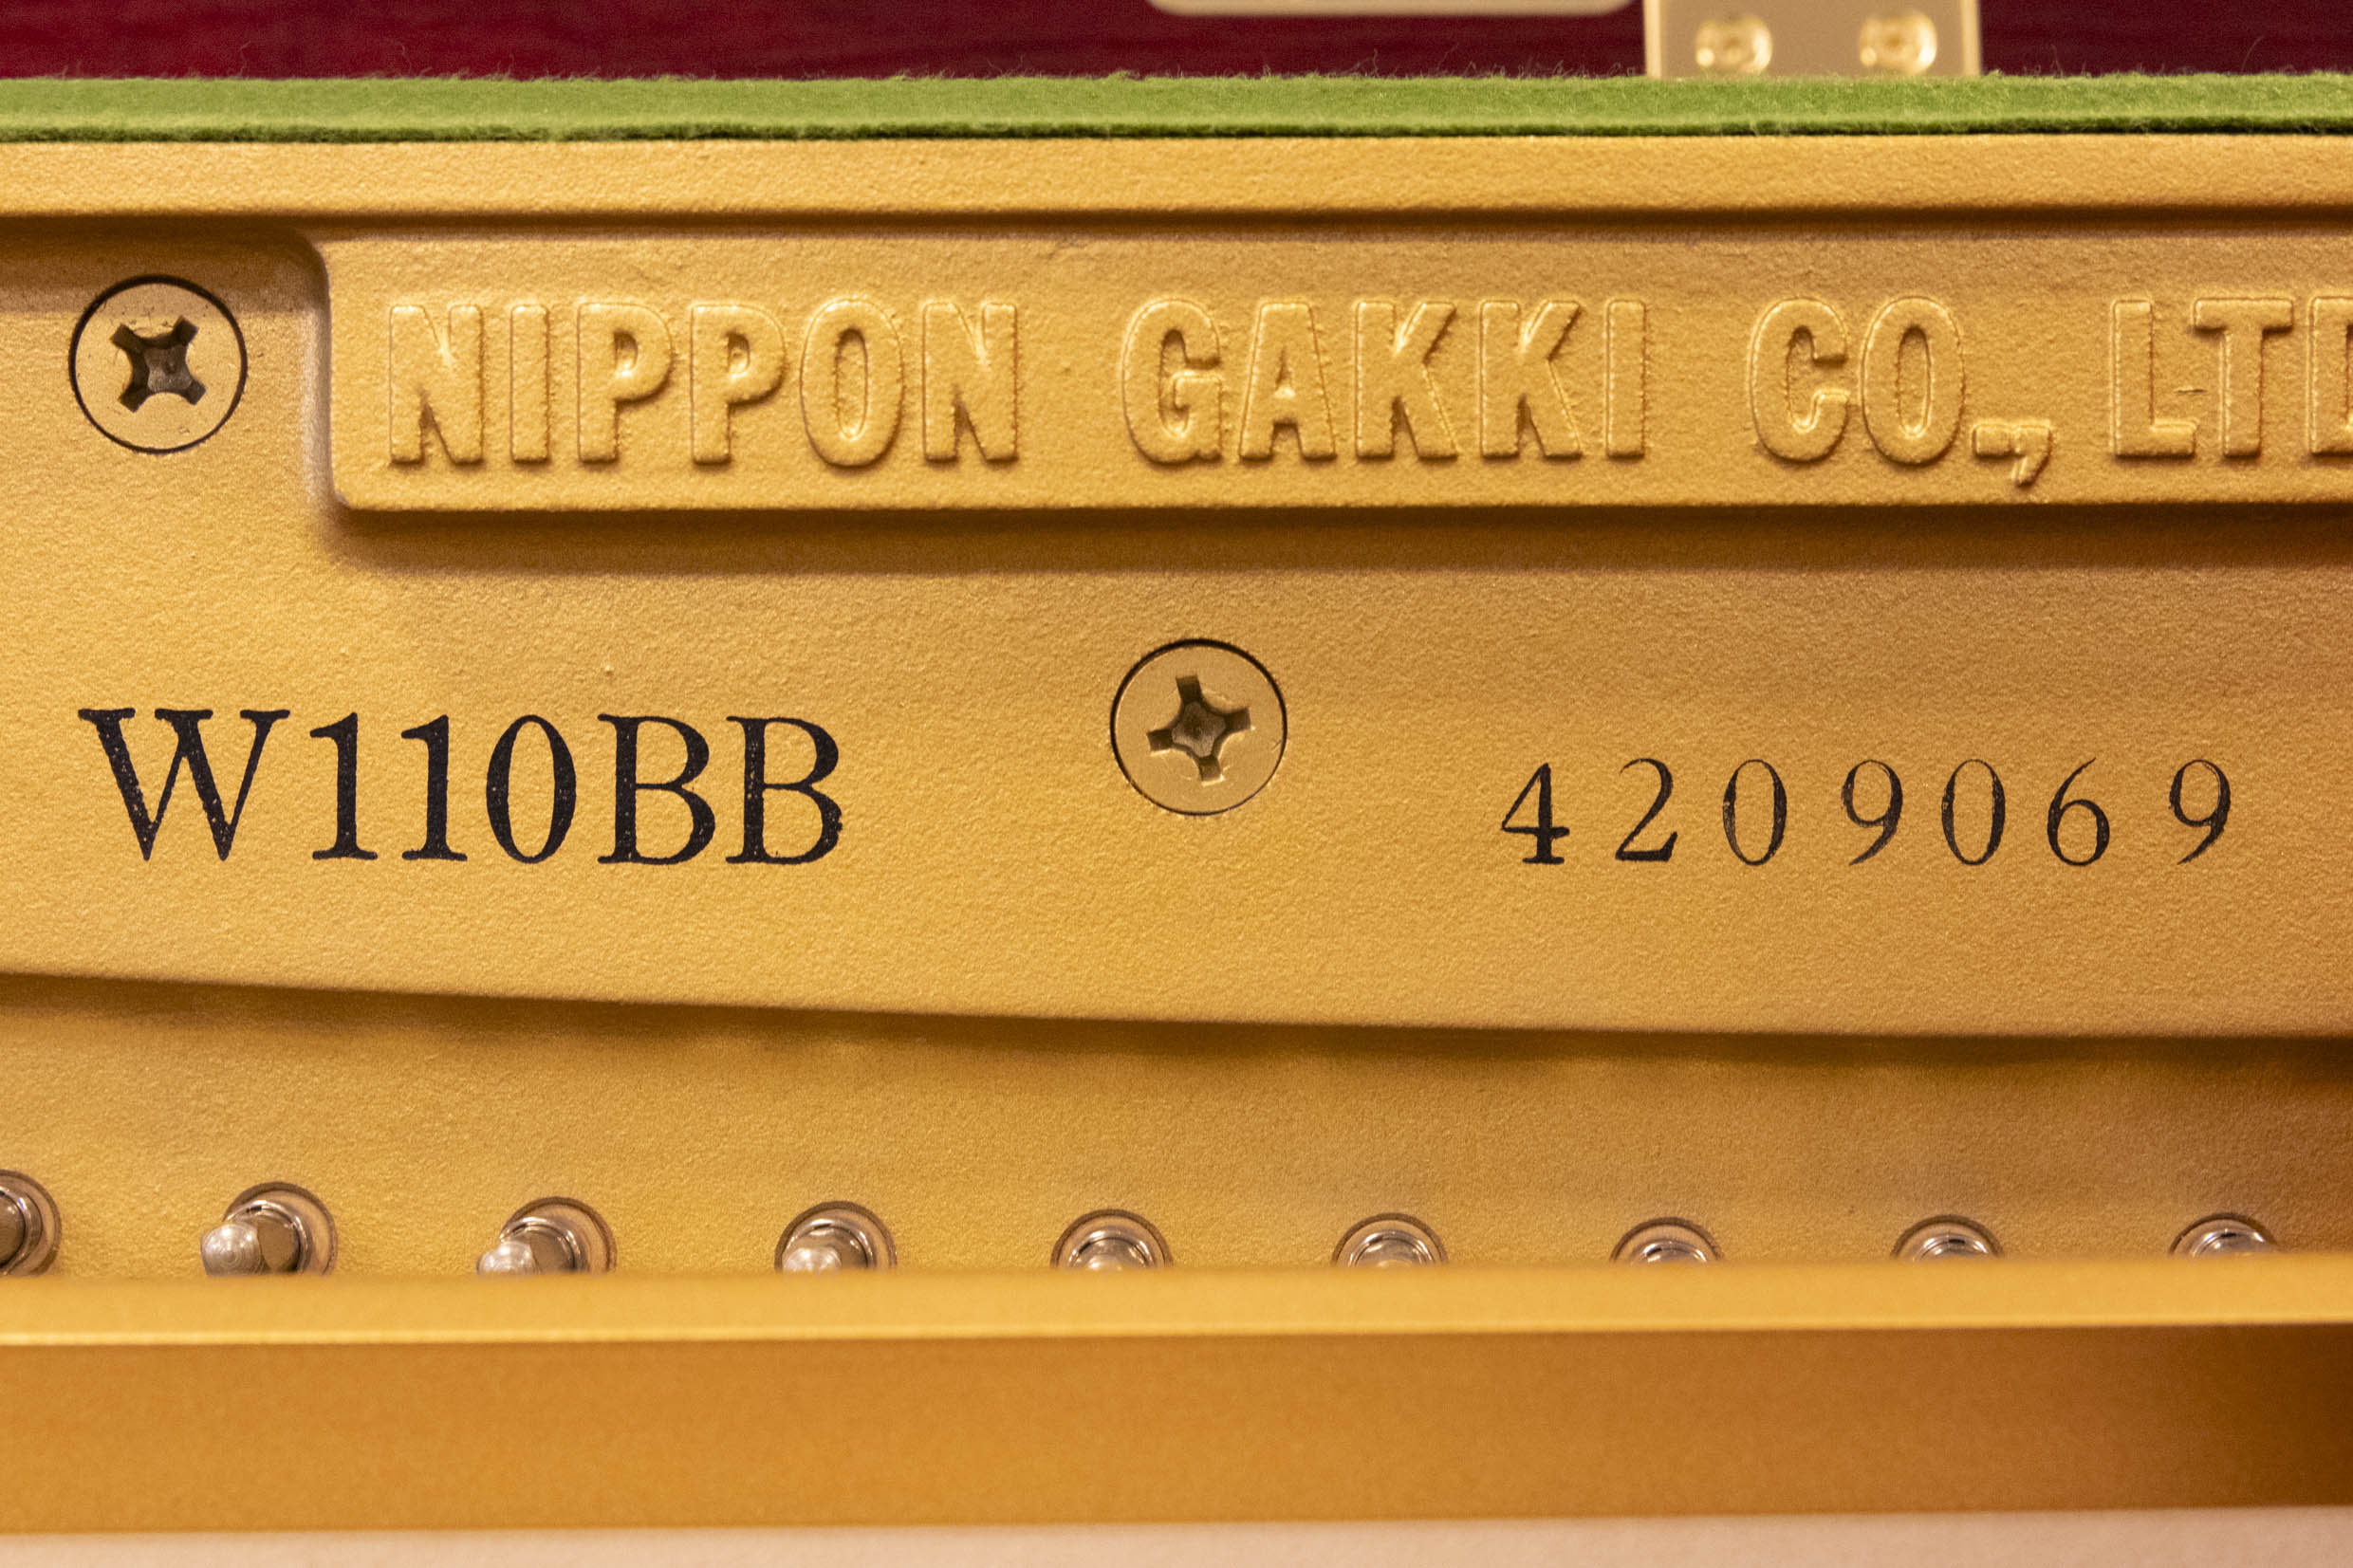 NIPPON GAKKI CO., LTD
W110BB
4209069